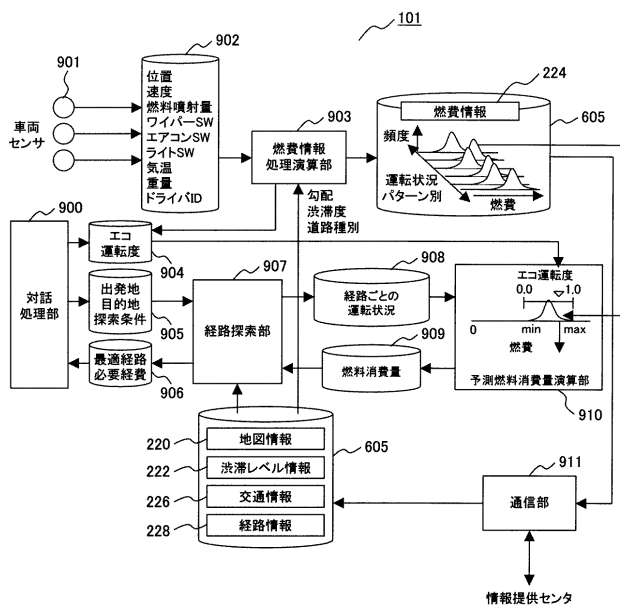 101
901
902
位置
速度
燃料噴射量
ワイパーSW
エアコンSW
ライトSW
気温
重量
ドライバID
車両
センサ
903
燃費情報
処理演算部
224
燃費情報
605
頻度
運転状況
パターン別
燃費
勾配
渋滞度
道路種別
900
対話
処理部
エコ
運転度
904
出発地
目的地
探索条件
905
最適経路
必要経費
906
907
経路探索部
908
経路ごとの
運転状況
909
燃料消費量
エコ運転度
0.0
1.0
0
min
max
燃費
予測燃料消費量演算部
910
605
220
地図情報
222
渋滞レベル情報
226
交通情報
228
経路情報
911
通信部
情報提供センタ